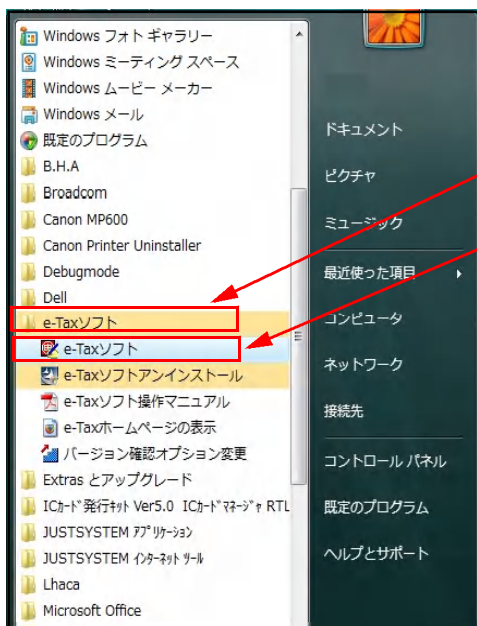 Windows フォト ギャラリー
Windows ミーティング スペース
Windows ムービー メーカー
Windows メール
既定のプログラム
B.H.A
Broadcom
Canon MP600
Canon Printer Uninstaller
Debugmode
Dell
e-Taxソフト
e-Taxソフト
e-Taxソフトアンインストール
e-Taxソフト操作マニュアル
e-Taxホームページの表示
バージョン確認オプション変更
Extras とアップグレード
ICカード発行キット Ver5.0 ICカードマネージャ RTL
JUSTSYSTEM アプリケーション
JUSTSYSTEM インターネット ツール
Lhaca
Microsoft Office
ドキュメント
ピクチャ
ミュージック
最近使った項目
コンピュータ
ネットワーク
接続先
コントロール パネル
既定のプログラム
ヘルプとサポート